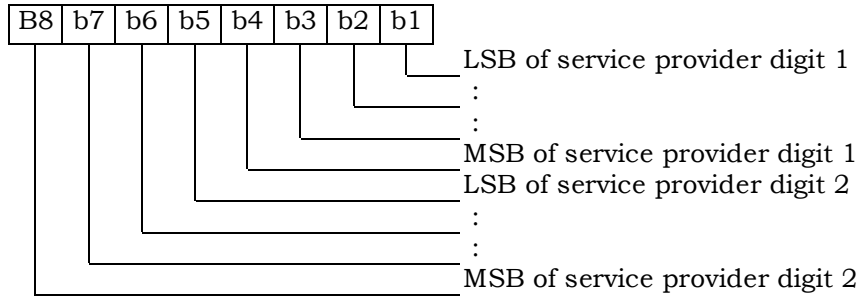 B8 b7 b6 b5 b4 b3 b2 b1
LSB of service provider digit 1
:
:
MSB of service provider digit 1
LSB of service provider digit 2
:
:
MSB of service provider digit 2